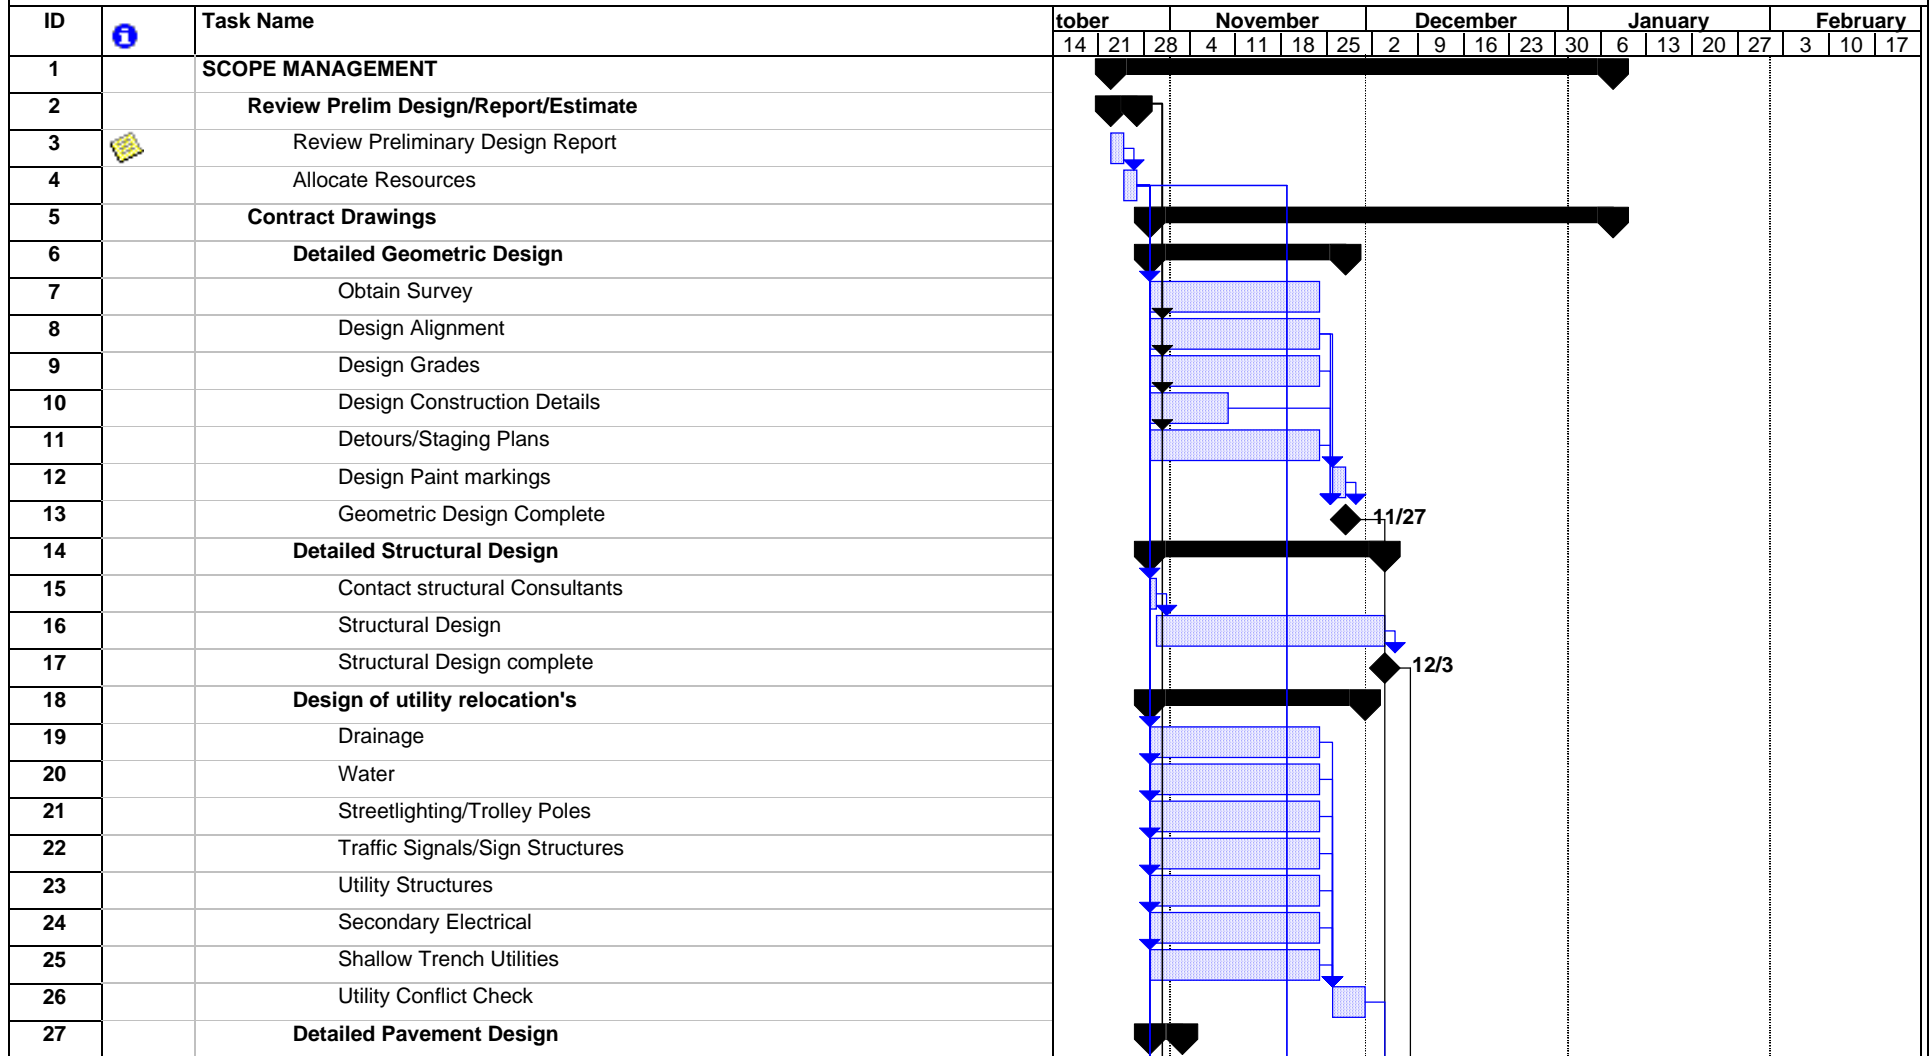 ID Task Name tober November December January February
14 21 28 4 11 18 25 2 9 16 23 30 6 13 20 27 3 10 17
1 SCOPE MANAGEMENT
2 Review Prelim Design/Report/Estimate
3 Review Preliminary Design Report
4 Allocate Resources
5 Contract Drawings
6 Detailed Geometric Design
7 Obtain Survey
8 Design Alignment
9 Design Grades
10 Design Construction Details
11 Detours/Staging Plans
12 Design Paint markings
13 Geometric Design Complete 11/27
14 Detailed Structural Design
15 Contact structural Consultants
16 Structural Design
17 Structural Design complete 12/3
18 Design of utility relocation's
19 Drainage
20 Water
21 Streetlighting/Trolley Poles
22 Traffic Signals/Sign Structures
23 Utility Structures
24 Secondary Electrical
25 Shallow Trench Utilities
26 Utility Conflict Check
27 Detailed Pavement Design